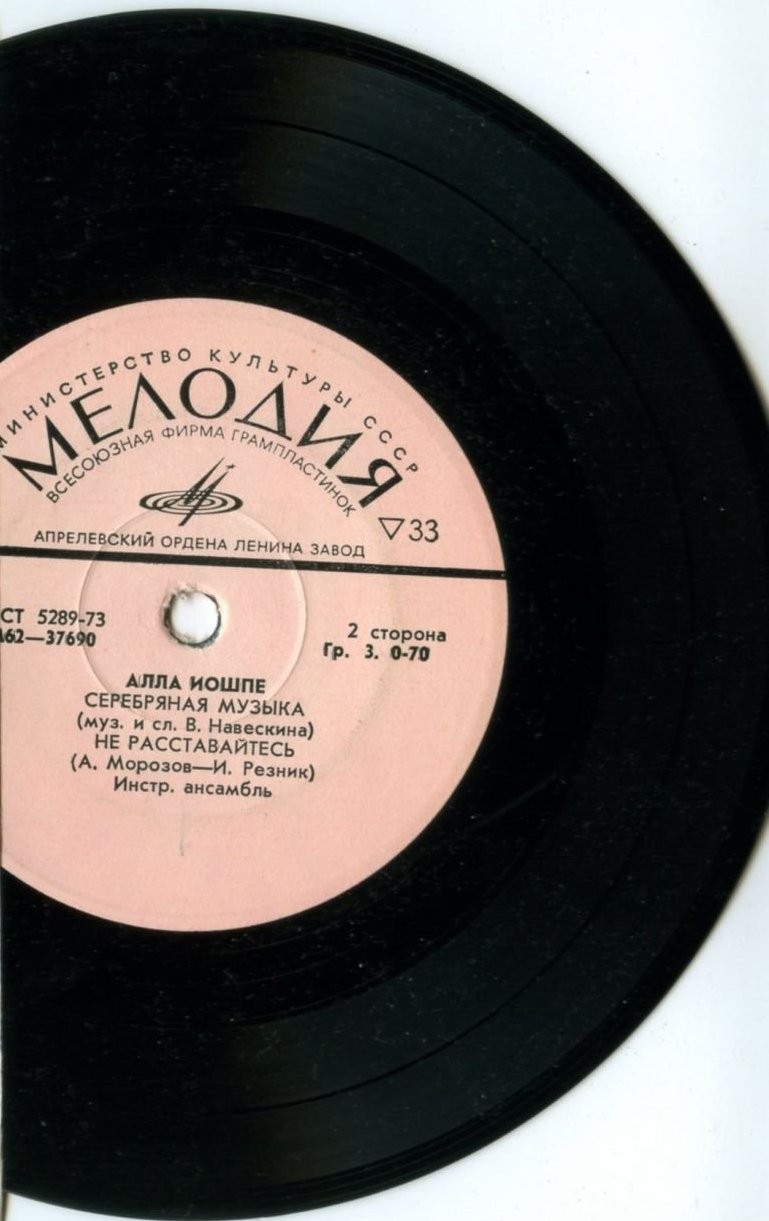 МИНИСТЕРСТВО КУЛЬТУРЫ СССР
МЕЛОДИЯ
ВСЕСОЮЗНАЯ ФИРМА ГРАМПЛАСТИНОК
33
АПРЕЛЕВСКИЙ ОРДЕНА ЛЕНИНА ЗАВОД
СТ 5289-73
62—37690
2 сторона
Гр. 3. 0-70
АЛЛА ИОШПЕ
СЕРЕБРЯНАЯ МУЗЫКА
(муз. и сл. В. Навескина)
НЕ РАССТАВАЙТЕСЬ
(А. Морозов—И. Резник)
Инстр. ансамбль